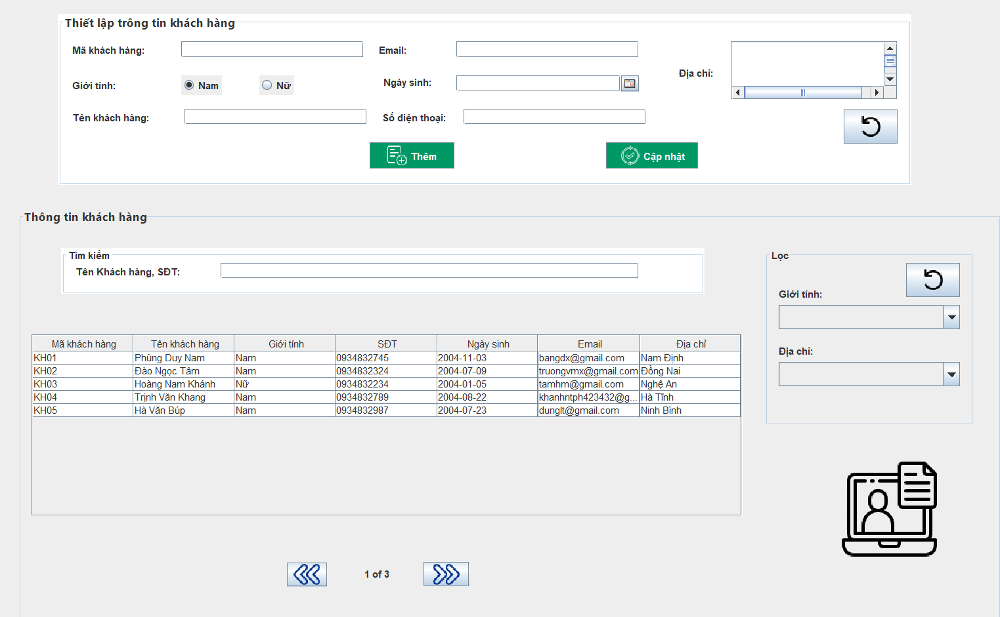 Thiết lập trông tin khách hàng
Mã khách hàng:
Email:
Địa chỉ:
Giới tính:
Nam
Nữ
Ngày sinh:
Tên khách hàng:
Số điện thoại:
Thêm
Cập nhật
Thông tin khách hàng
Tìm kiếm
Tên Khách hàng, SĐT:
Lọc
Giới tính:
Địa chỉ:
Mã khách hàng Tên khách hàng Giới tính SĐT Ngày sinh Email Địa chỉ
KH01 Phùng Duy Nam Nam 0934832745 2004-11-03 bangdx@gmail.com Nam Định
KH02 Đào Ngọc Tâm Nam 0934832324 2004-07-09 truongvmx@gmail.com Đồng Nai
KH03 Hoàng Nam Khánh Nữ 0934832234 2004-01-05 tamhm@gmail.com Nghệ An
KH04 Trịnh Văn Khang Nam 0934832789 2004-08-22 khanhntph423432@g... Hà Tĩnh
KH05 Hà Văn Búp Nam 0934832987 2004-07-23 dunglt@gmail.com Ninh Bình
1 of 3